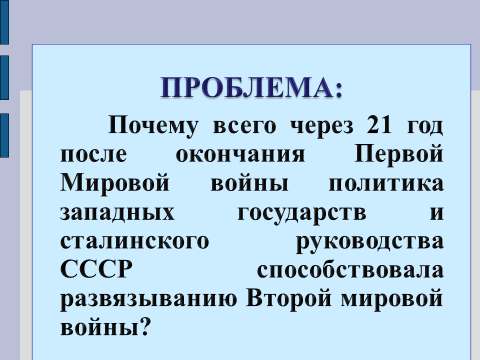 ПРОБЛЕМА:
Почему всего через 21 год
после окончания Первой
Мировой войны политика
западных государств и
сталинского руководства
СССР способствовала
развязыванию Второй мировой
войны?